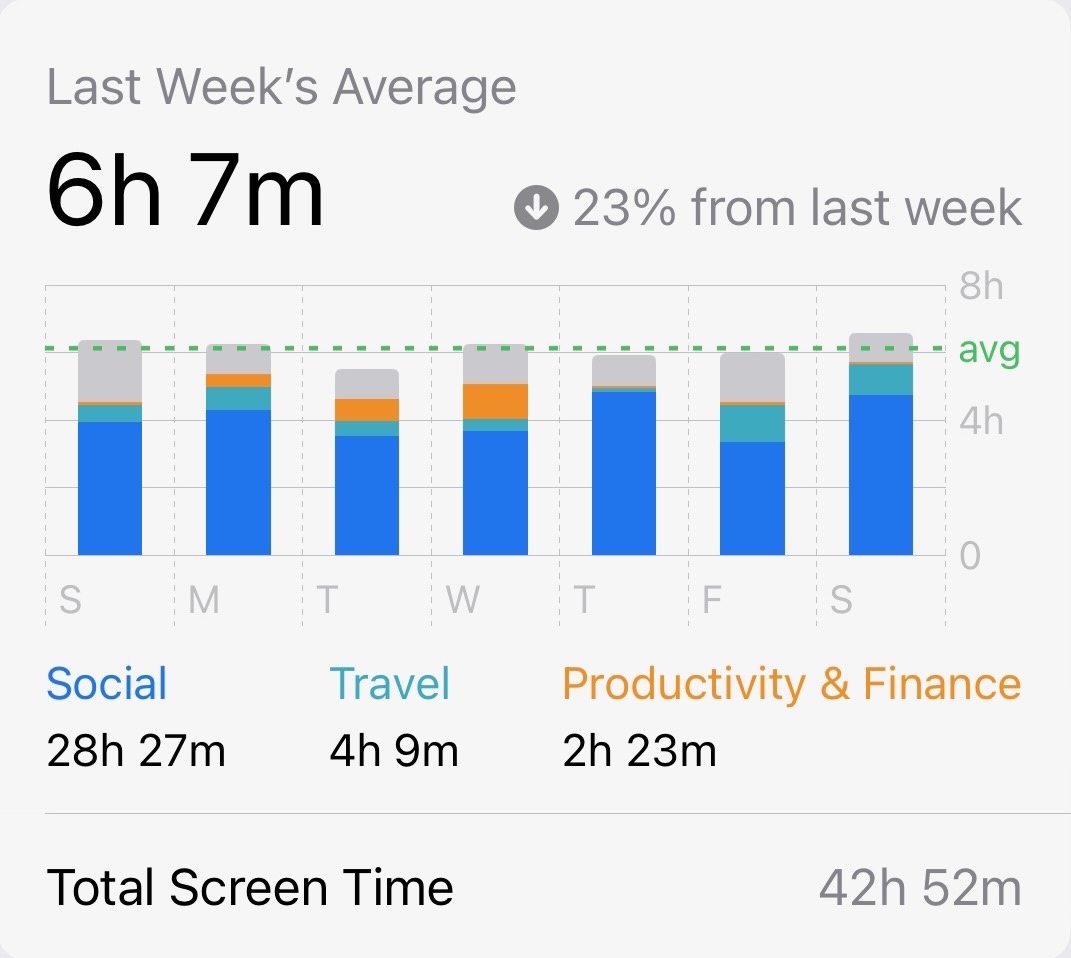 Last Week’s Average
6h 7m
23% from last week
8h
avg
4h
0
S M T W T F S
Social Travel Productivity & Finance
28h 27m 4h 9m 2h 23m
Total Screen Time 42h 52m